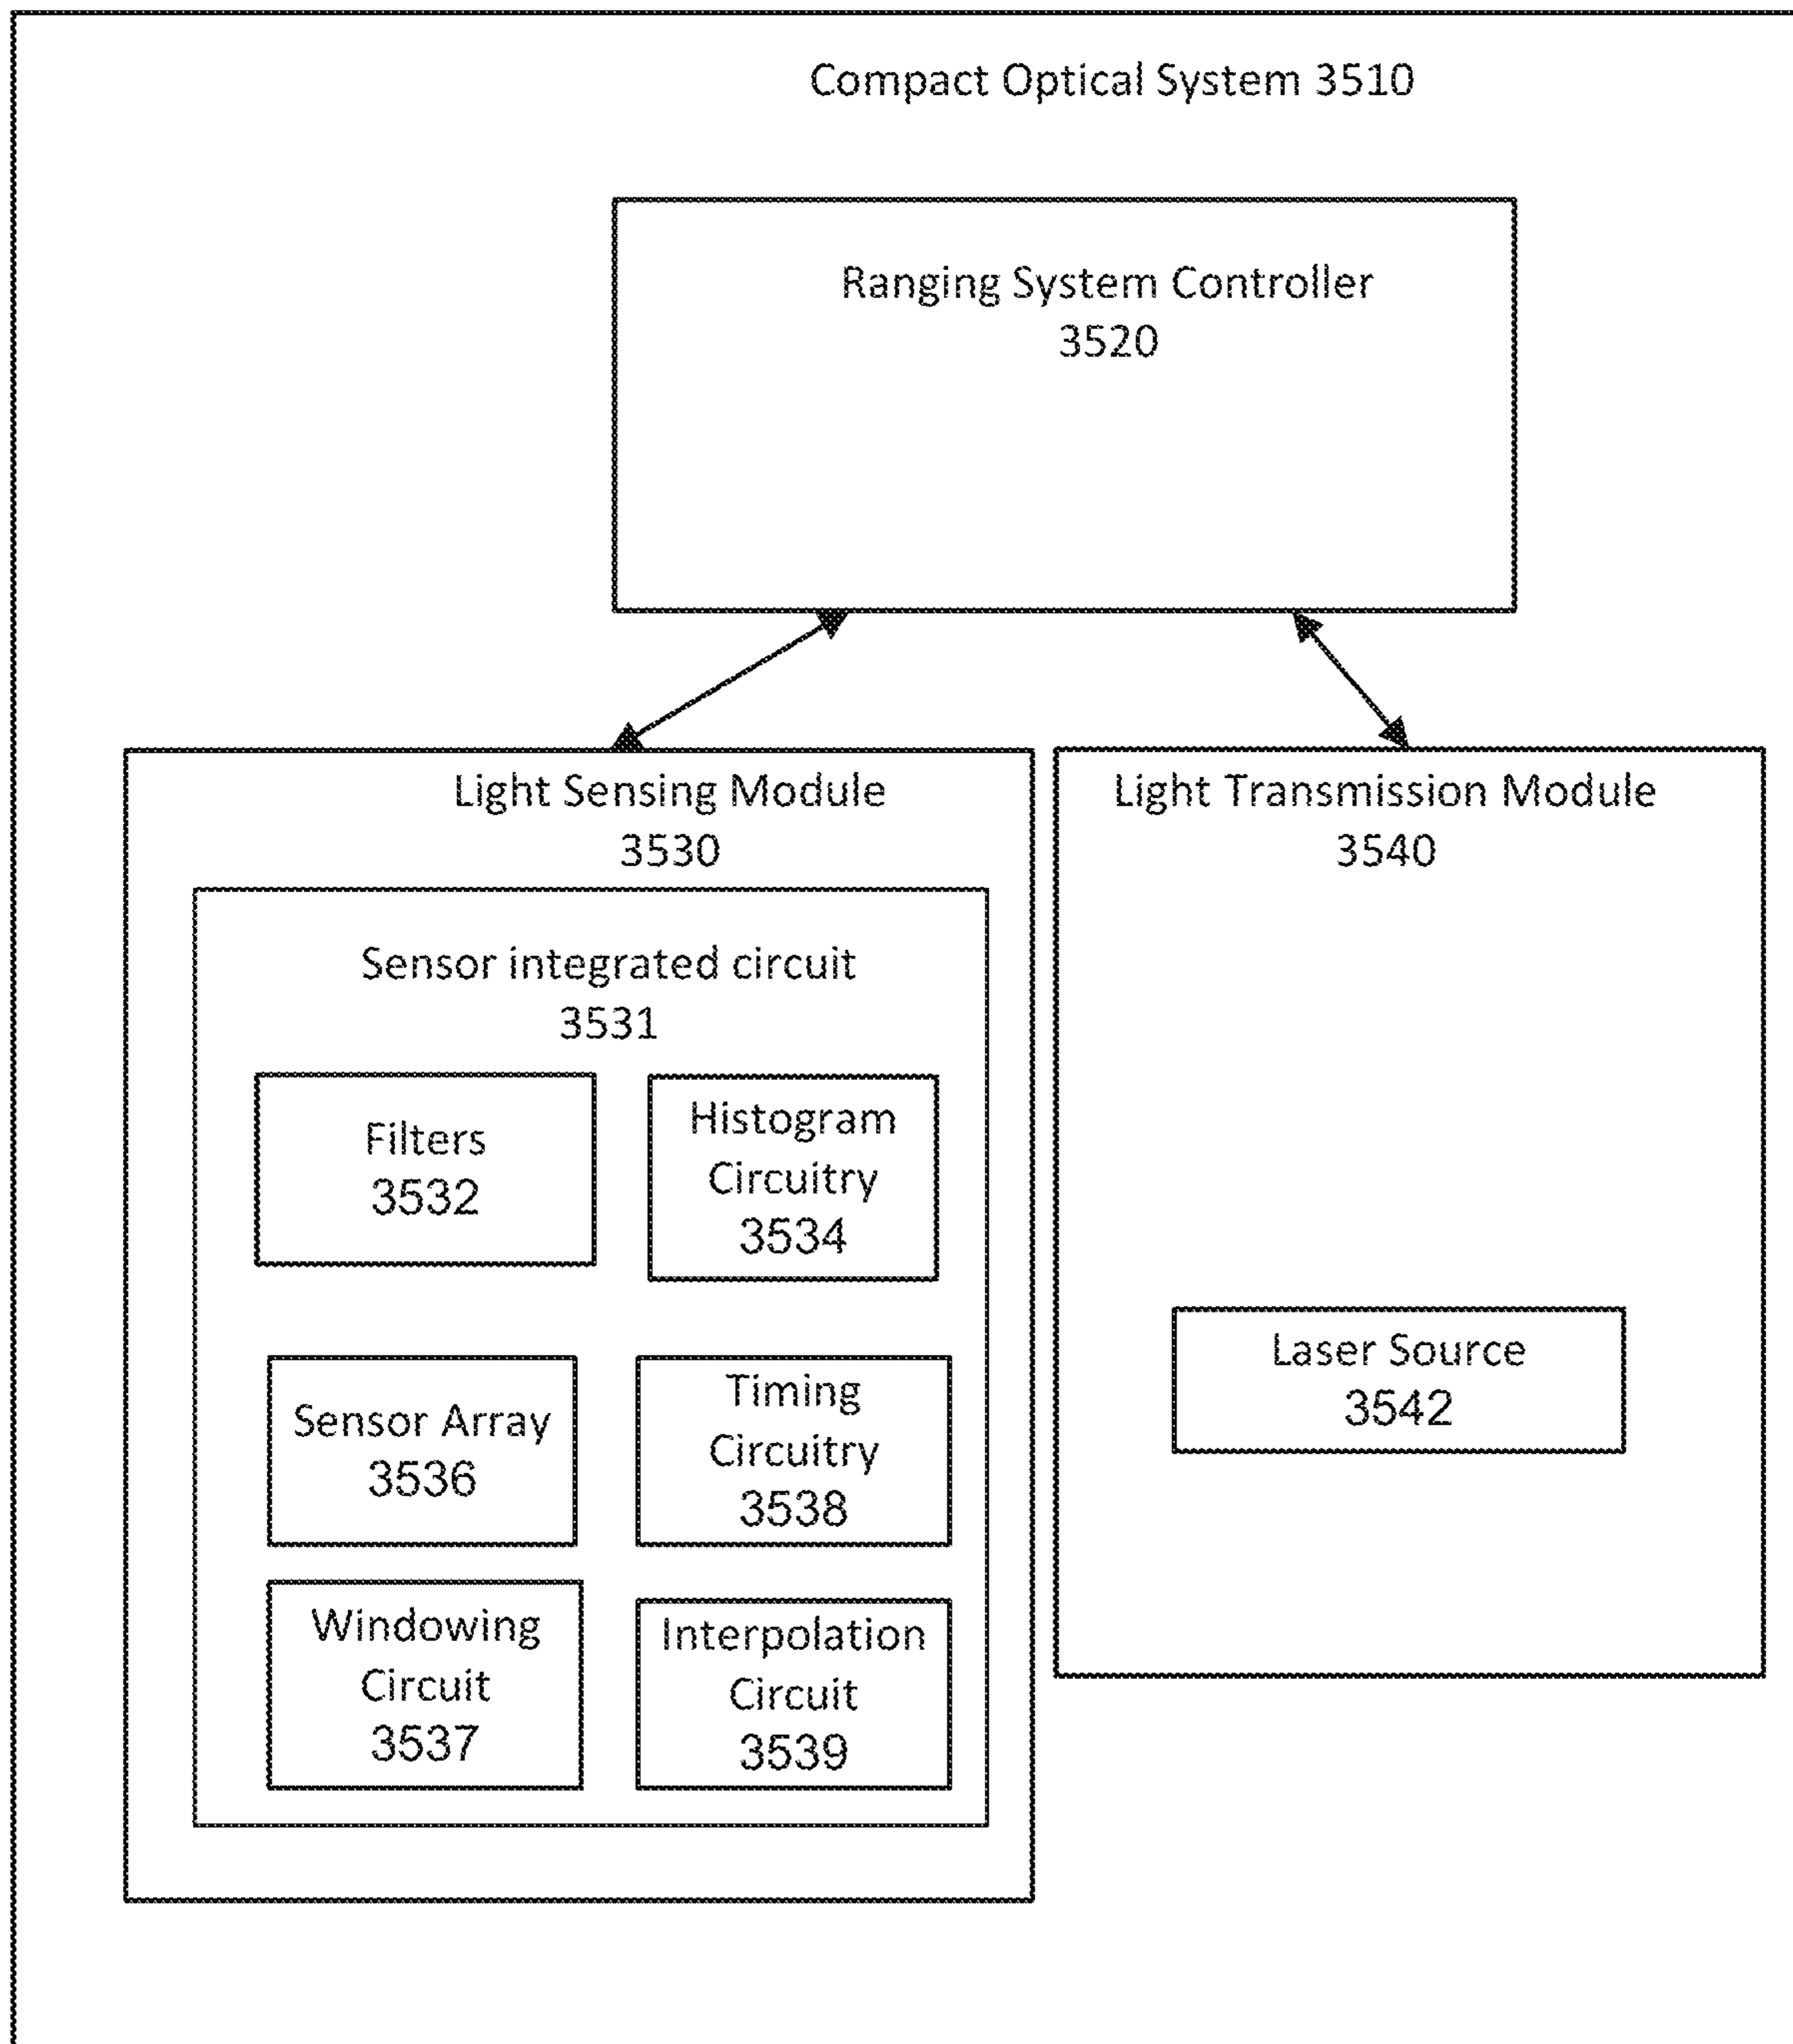 Compact Optical System 3510
Ranging System Controller
3520
Light Sensing Module
3530
Light Transmission Module
3540
Sensor integrated circuit
3531
Filters
3532
Histogram
Circuitry
3534
Sensor Array
3536
Timing
Circuitry
3538
Laser Source
3542
Windowing
Circuit
3537
Interpolation
Circuit
3539